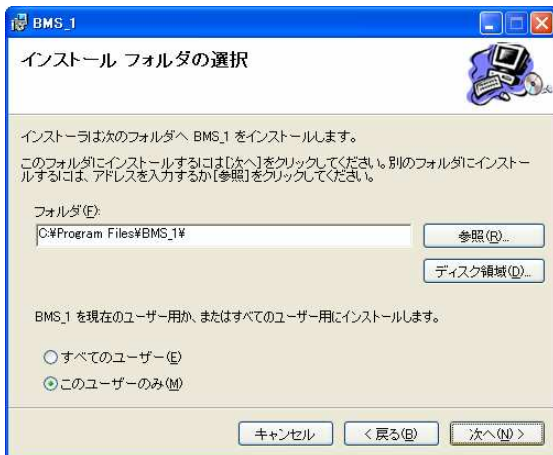 BMS_1
インストール フォルダの選択
インストーラは次のフォルダへ BMS_1 をインストールします。
このフォルダにインストールするには[次へ]をクリックしてください。別のフォルダにインストー
ルするには、アドレスを入力するか[参照]をクリックしてください。
フォルダ(F):
C:¥Program Files¥BMS_1¥
参照(R)...
ディスク領域(D)...
BMS_1 を現在のユーザー用か、またはすべてのユーザー用にインストールします。
すべてのユーザー(E)
このユーザーのみ(M)
キャンセル
< 戻る(B)
次へ(N) >